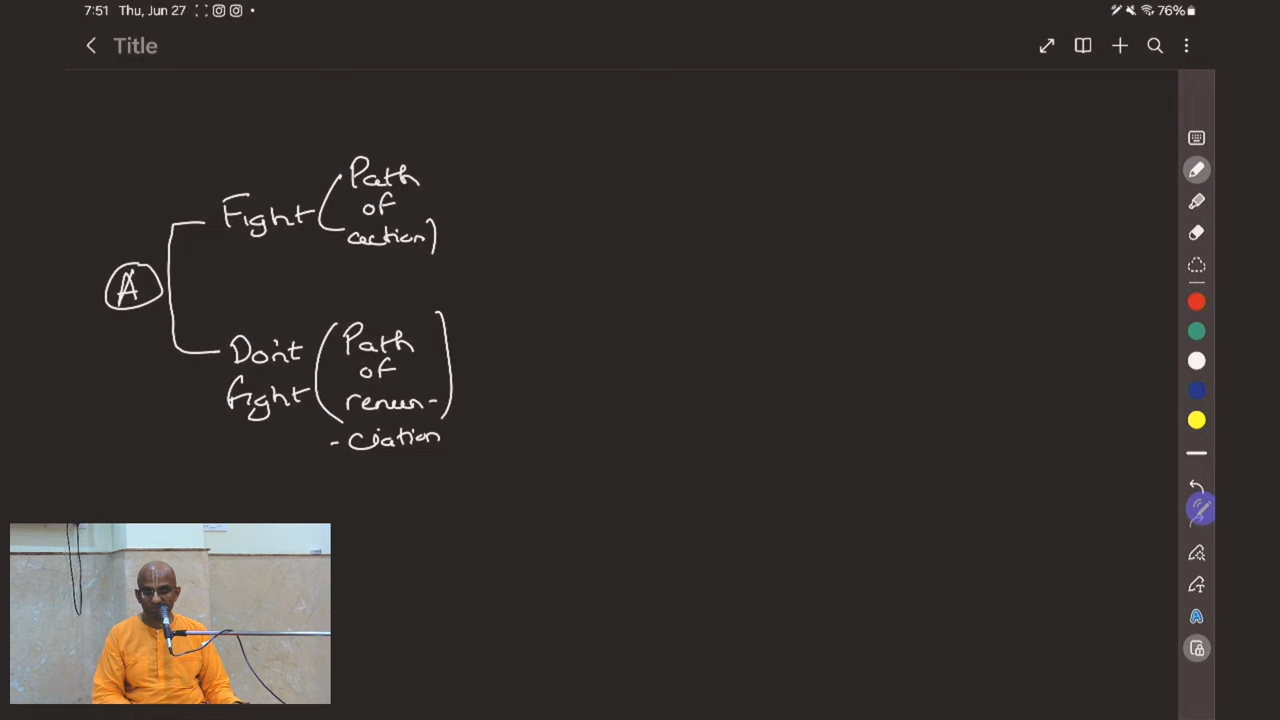 7:51 Thu, Jun 27
76%
Title
Path
Fight ( of
action)
A
Don't ( Path )
fight of
renun-
-ciation